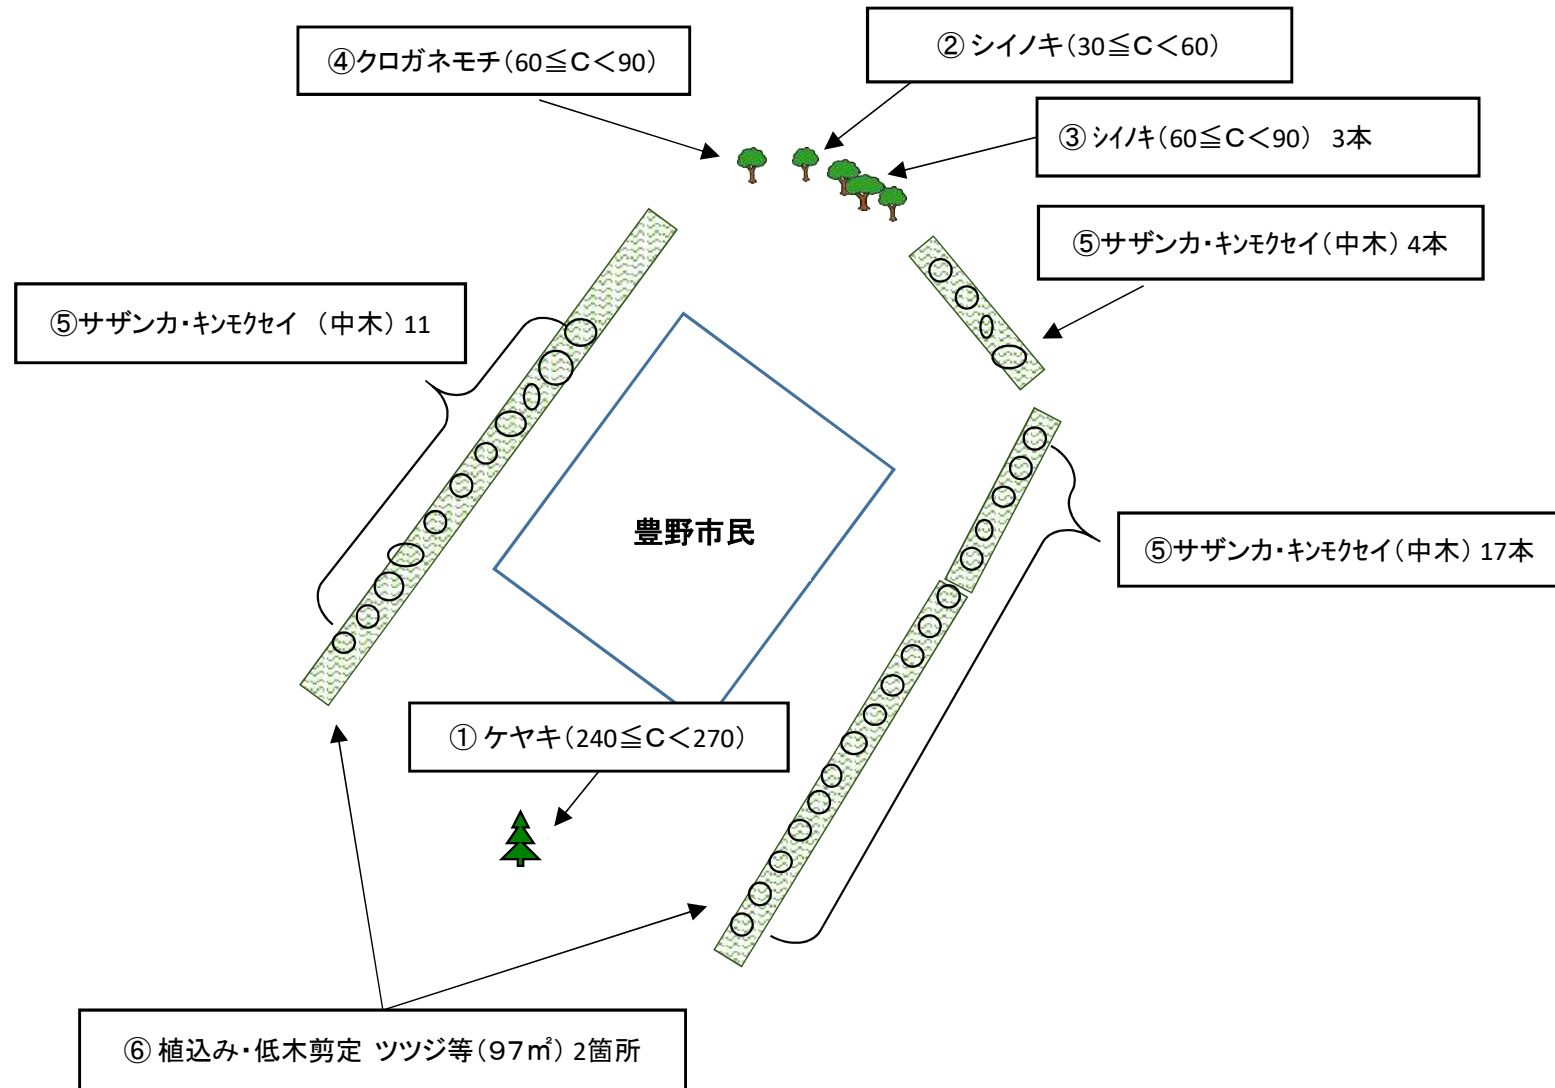 ④クロガネモチ(60≦C<90)
② シイノキ(30≦C<60)
③ シイノキ(60≦C<90) 3本
⑤サザンカ・キンモクセイ(中木) 4本
⑤サザンカ・キンモクセイ (中木) 11
豊野市民
⑤サザンカ・キンモクセイ(中木) 17本
① ケヤキ(240≦C<270)
⑥ 植込み・低木剪定 ツツジ等(97㎡) 2箇所